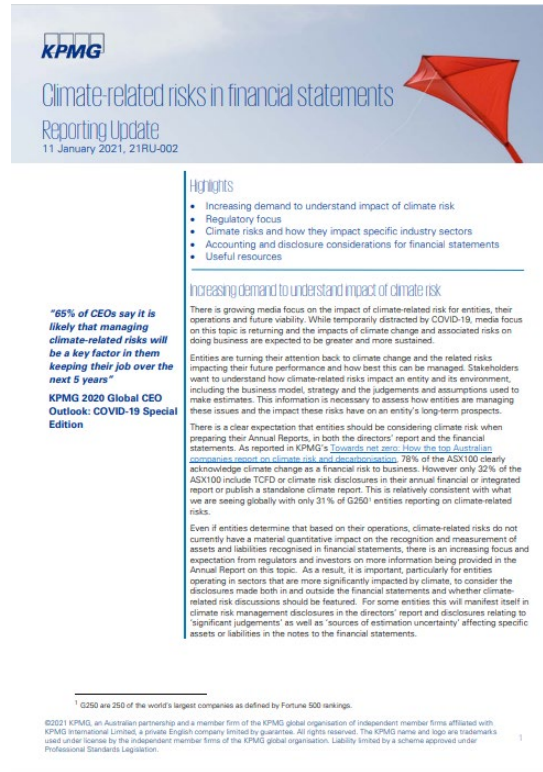 KPMG
Climate-related risks in financial statements
Reporting Update
11 January 2021, 21RU-002
Highlights
• Increasing demand to understand impact of climate risk
• Regulatory focus
• Climate risks and how they impact specific industry sectors
• Accounting and disclosure considerations for financial statements
• Useful resources
Increasing demand to understand impact of climate risk
"65% of CEOs say it is
likely that managing
climate-related risks will
be a key factor in them
keeping their job over the
next 5 years"
KPMG 2020 Global CEO
Outlook: COVID-19 Special
Edition
There is growing media focus on the impact of climate-related risk for entities, their
operations and future viability. While temporarily distracted by COVID-19, media focus
on this topic is returning and the impacts of climate change and associated risks on
doing business are expected to be greater and more sustained.
Entities are turning their attention back to climate change and the related risks
impacting their future performance and how best this can be managed. Stakeholders
want to understand how climate-related risks impact an entity and its environment,
including the business model, strategy and the judgements and assumptions used to
make estimates. This information is necessary to assess how entities are managing
these issues and the impact these risks have on an entity's long-term prospects.
There is a clear expectation that entities should be considering climate risk when
preparing their Annual Reports, in both the directors' report and the financial
statements. As reported in KPMG's Towards net zero: How the top Australian
companies report on climate risk and decarbonisation, 78% of the ASX100 clearly
acknowledge climate change as a financial risk to business. However only 32% of the
ASX100 include TCFD or climate risk disclosures in their annual financial or integrated
report or publish a standalone climate report. This is relatively consistent with what
we are seeing globally with only 31% of G250¹ entities reporting on climate-related
risks.
Even if entities determine that based on their operations, climate-related risks do not
currently have a material quantitative impact on the recognition and measurement of
assets and liabilities recognised in financial statements, there is an increasing focus and
expectation from regulators and investors on more information being provided in the
Annual Report on this topic. As a result, it is important, particularly for entities
operating in sectors that are more significantly impacted by climate, to consider the
disclosures made both in and outside the financial statements and whether climate-
related risk discussions should be featured. For some entities this will manifest itself in
climate risk management disclosures in the directors' report and disclosures relating to
'significant judgements' as well as 'sources of estimation uncertainty' affecting specific
assets or liabilities in the notes to the financial statements.
¹ G250 are 250 of the world's largest companies as defined by Fortune 500 rankings.
©2021 KPMG, an Australian partnership and a member firm of the KPMG global organisation of independent member firms affiliated with
KPMG International Limited, a private English company limited by guarantee. All rights reserved. The KPMG name and logo are trademarks
used under license by the independent member firms of the KPMG global organisation. Liability limited by a scheme approved under
Professional Standards Legislation.
1